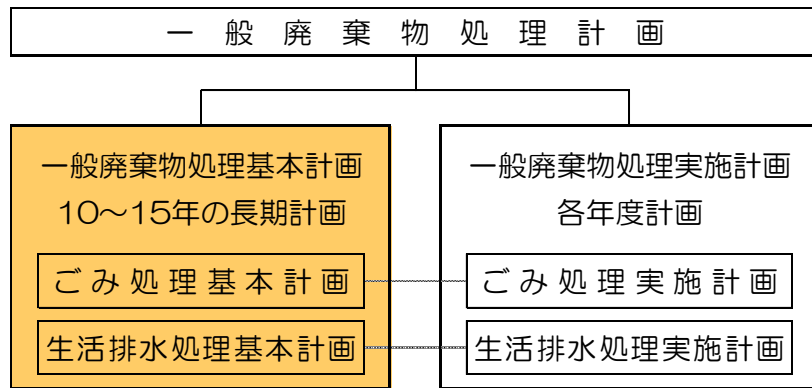 一般廃棄物処理計画
一般廃棄物処理基本計画
10～15年の長期計画
ごみ処理基本計画
生活排水処理基本計画
一般廃棄物処理実施計画
各年度計画
ごみ処理実施計画
生活排水処理実施計画